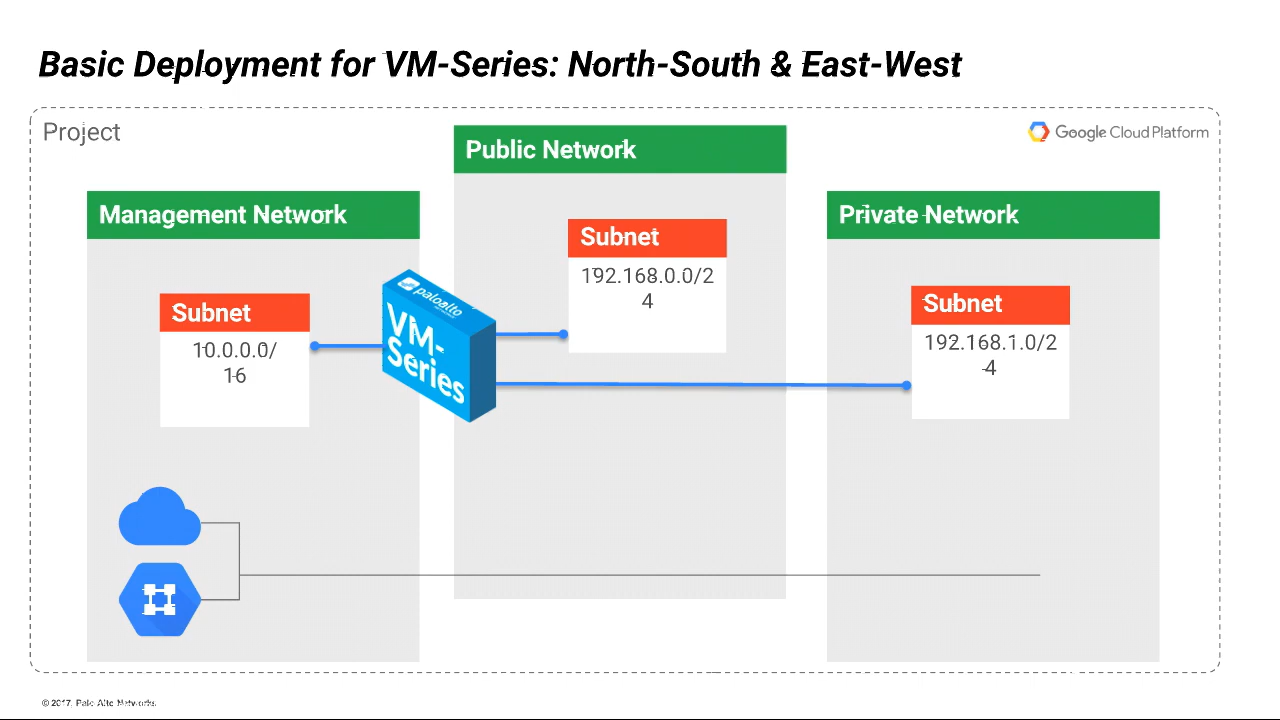 Basic Deployment for VM-Series: North-South & East-West
Project
Google Cloud Platform
Public Network
Management Network
Private Network
Subnet
192.168.0.0/2
4
Subnet
10.0.0.0/
16
paloalto
VM-
Series
Subnet
192.168.1.0/2
4
© 2017, Palo Alto Networks.